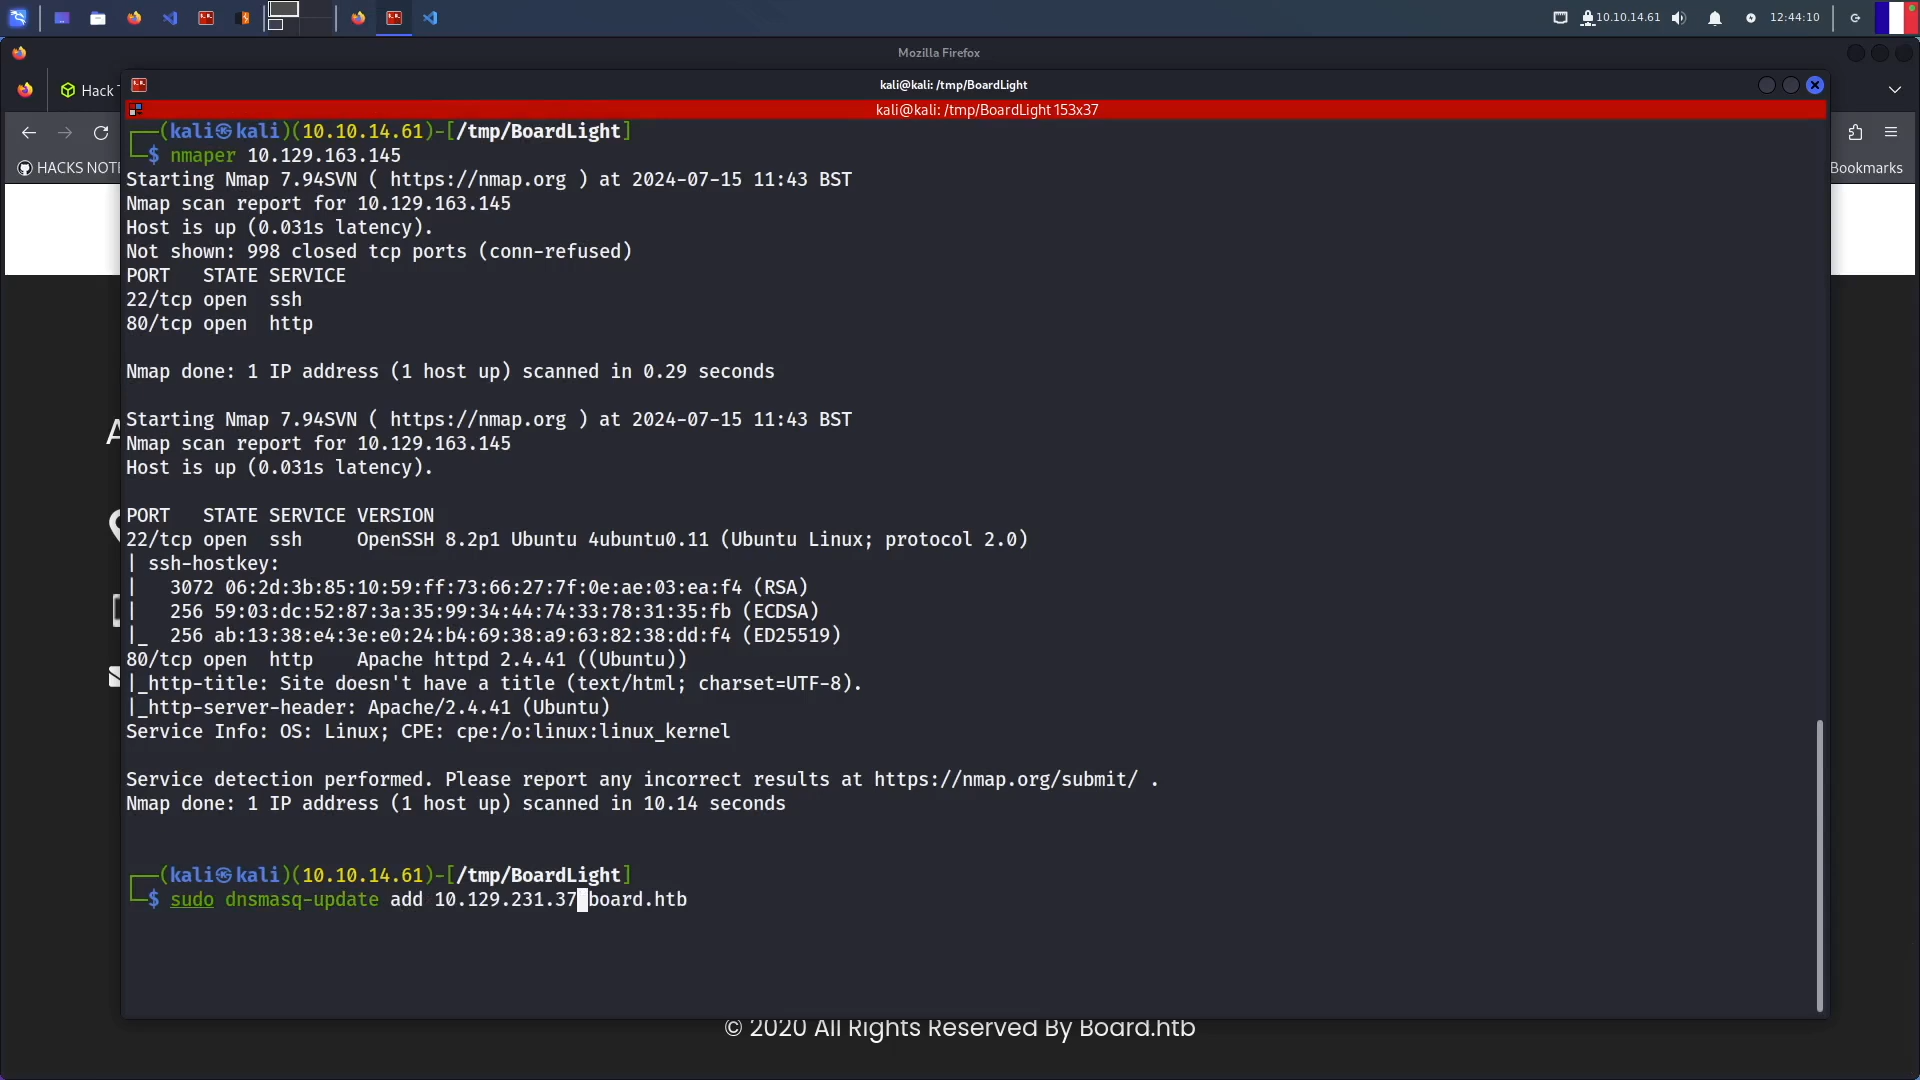 10.10.14.61
12:44:10
Mozilla Firefox
Hack
kali@kali: /tmp/BoardLight
kali@kali: /tmp/BoardLight 153x37
HACKS NOTE
Bookmarks
┌──(kali㉿kali)(10.10.14.61)-[/tmp/BoardLight]
└─$ nmaper 10.129.163.145
Starting Nmap 7.94SVN ( https://nmap.org ) at 2024-07-15 11:43 BST
Nmap scan report for 10.129.163.145
Host is up (0.031s latency).
Not shown: 998 closed tcp ports (conn-refused)
PORT   STATE SERVICE
22/tcp open  ssh
80/tcp open  http
Nmap done: 1 IP address (1 host up) scanned in 0.29 seconds
Starting Nmap 7.94SVN ( https://nmap.org ) at 2024-07-15 11:43 BST
Nmap scan report for 10.129.163.145
Host is up (0.031s latency).
PORT   STATE SERVICE VERSION
22/tcp open  ssh     OpenSSH 8.2p1 Ubuntu 4ubuntu0.11 (Ubuntu Linux; protocol 2.0)
| ssh-hostkey:
|   3072 06:2d:3b:85:10:59:ff:73:66:27:7f:0e:ae:03:ea:f4 (RSA)
|   256 59:03:dc:52:87:3a:35:99:34:44:74:33:78:31:35:fb (ECDSA)
|_  256 ab:13:38:e4:3e:e0:24:b4:69:38:a9:63:82:38:dd:f4 (ED25519)
80/tcp open  http    Apache httpd 2.4.41 ((Ubuntu))
|_http-title: Site doesn't have a title (text/html; charset=UTF-8).
|_http-server-header: Apache/2.4.41 (Ubuntu)
Service Info: OS: Linux; CPE: cpe:/o:linux:linux_kernel
Service detection performed. Please report any incorrect results at https://nmap.org/submit/ .
Nmap done: 1 IP address (1 host up) scanned in 10.14 seconds
┌──(kali㉿kali)(10.10.14.61)-[/tmp/BoardLight]
└─$ sudo dnsmasq-update add 10.129.231.37 board.htb
© 2020 All Rights Reserved By Board.htb